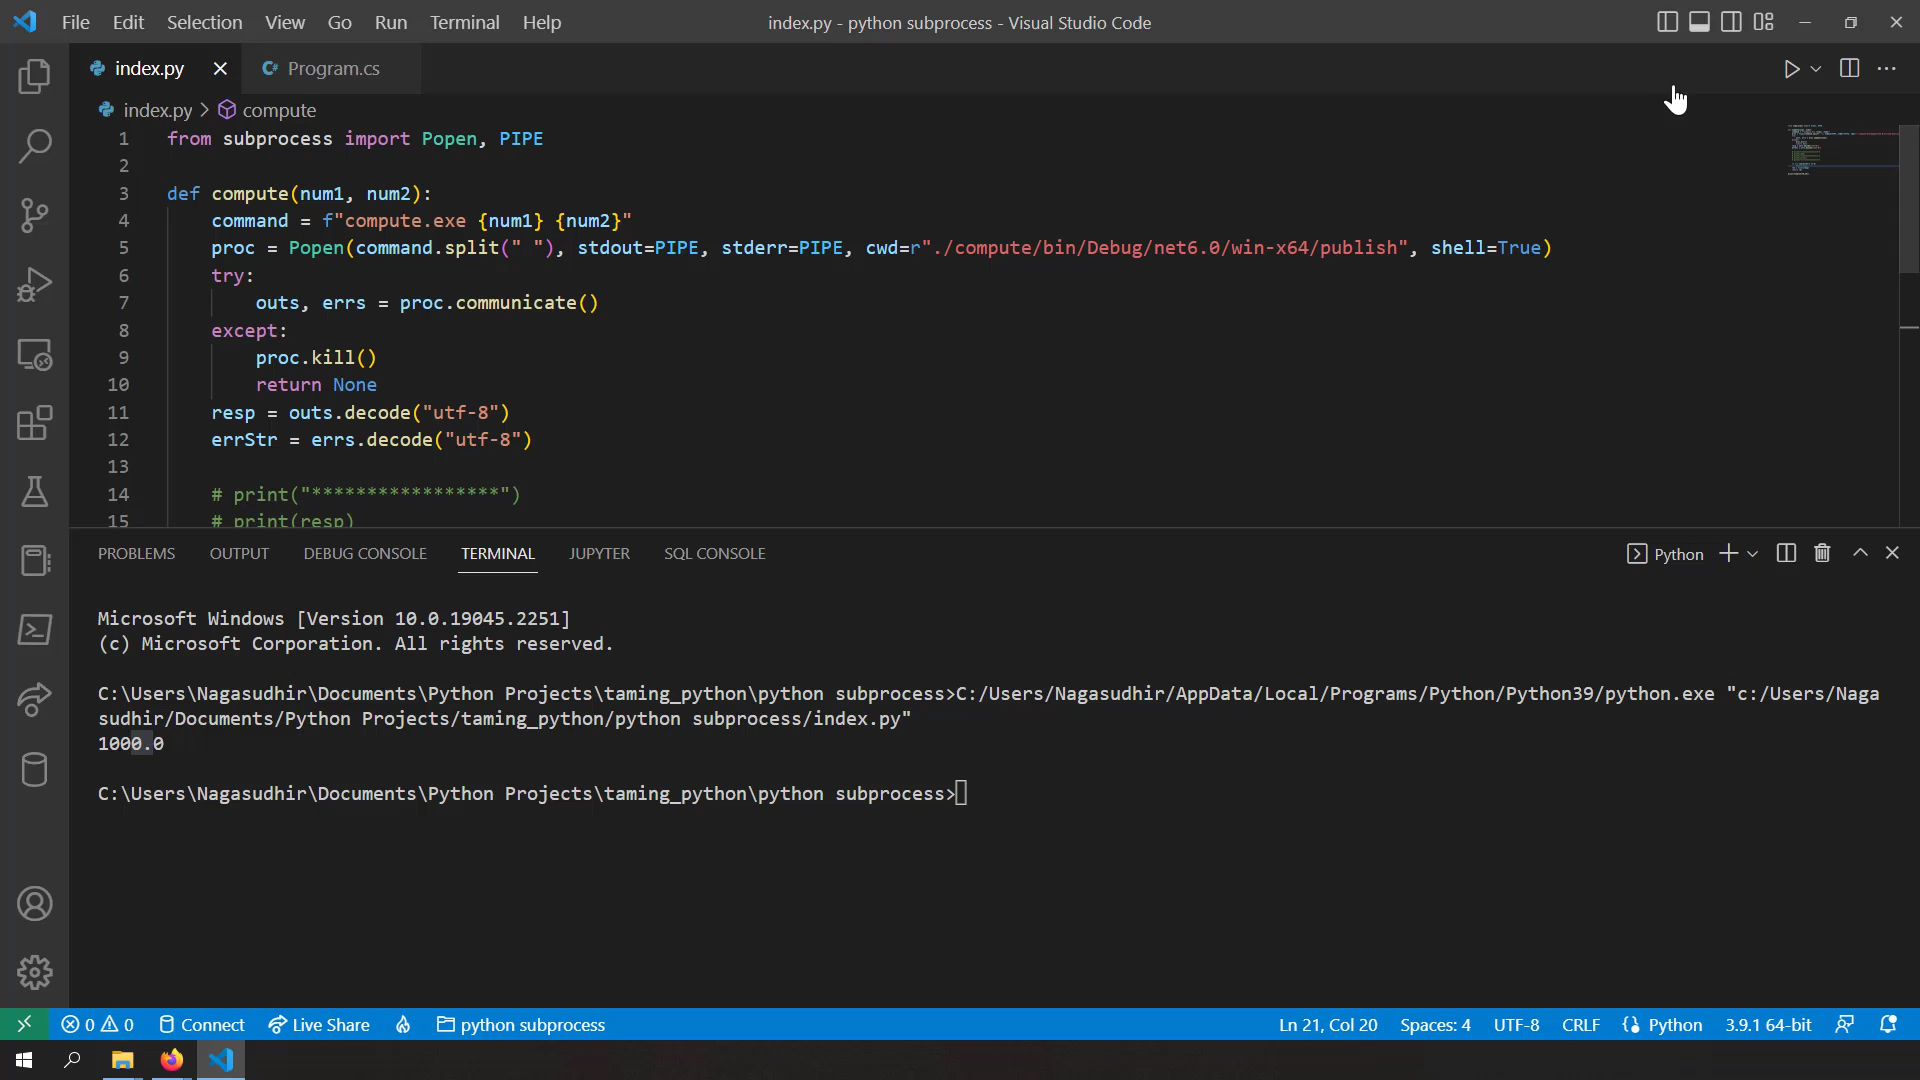 File Edit Selection View Go Run Terminal Help
index.py - python subprocess - Visual Studio Code
index.py
C# Program.cs
index.py > compute
1 from subprocess import Popen, PIPE
2
3 def compute(num1, num2):
4 command = f"compute.exe {num1} {num2}"
5 proc = Popen(command.split(" "), stdout=PIPE, stderr=PIPE, cwd=r"./compute/bin/Debug/net6.0/win-x64/publish", shell=True)
6 try:
7 outs, errs = proc.communicate()
8 except:
9 proc.kill()
10 return None
11 resp = outs.decode("utf-8")
12 errStr = errs.decode("utf-8")
13
14 # print("*****************")
15 # print(resp)
PROBLEMS OUTPUT DEBUG CONSOLE TERMINAL JUPYTER SQL CONSOLE
Python
Microsoft Windows [Version 10.0.19045.2251]
(c) Microsoft Corporation. All rights reserved.
C:\Users\Nagasudhir\Documents\Python Projects\taming_python\python subprocess>C:/Users/Nagasudhir/AppData/Local/Programs/Python/Python39/python.exe "c:/Users/Naga
sudhir/Documents/Python Projects/taming_python/python subprocess/index.py"
1000.0
C:\Users\Nagasudhir\Documents\Python Projects\taming_python\python subprocess>
0 0 Connect Live Share python subprocess
Ln 21, Col 20 Spaces: 4 UTF-8 CRLF Python 3.9.1 64-bit